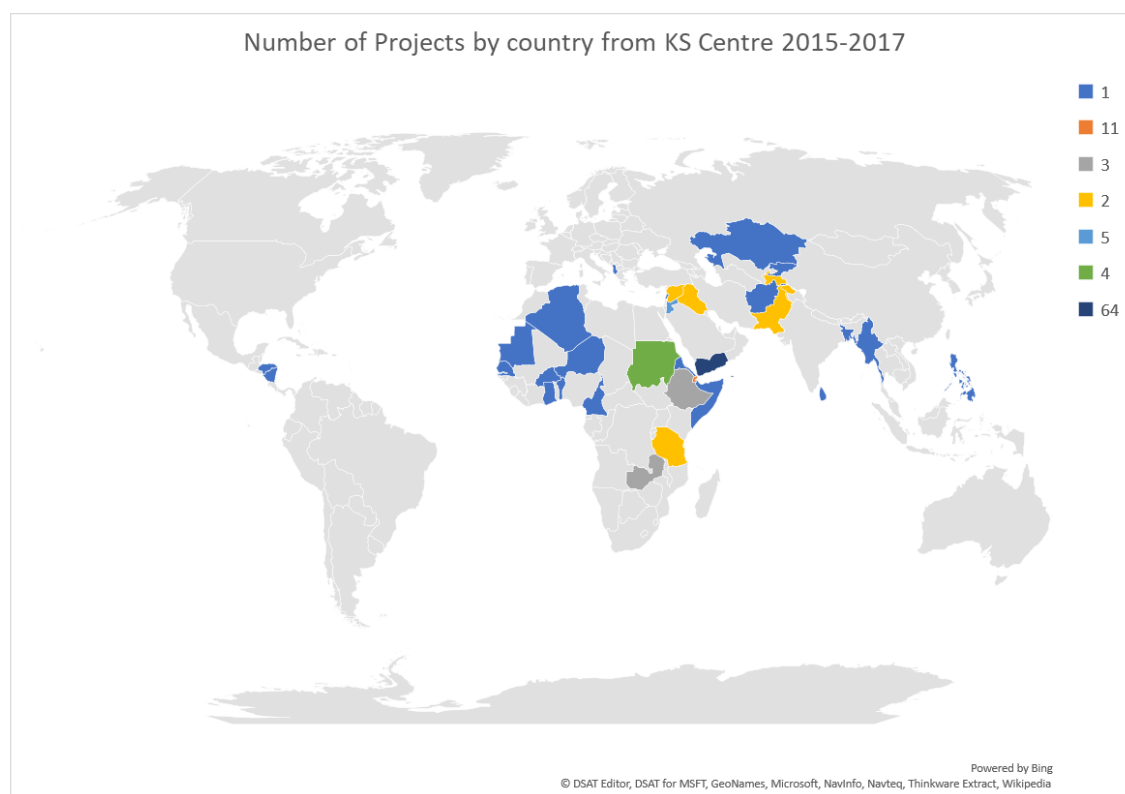 Number of Projects by country from KS Centre 2015-2017
1
11
3
2
5
4
64
Powered by Bing
© DSAT Editor, DSAT for MSFT, GeoNames, Microsoft, NavInfo, Navteq, Thinkware Extract, Wikipedia